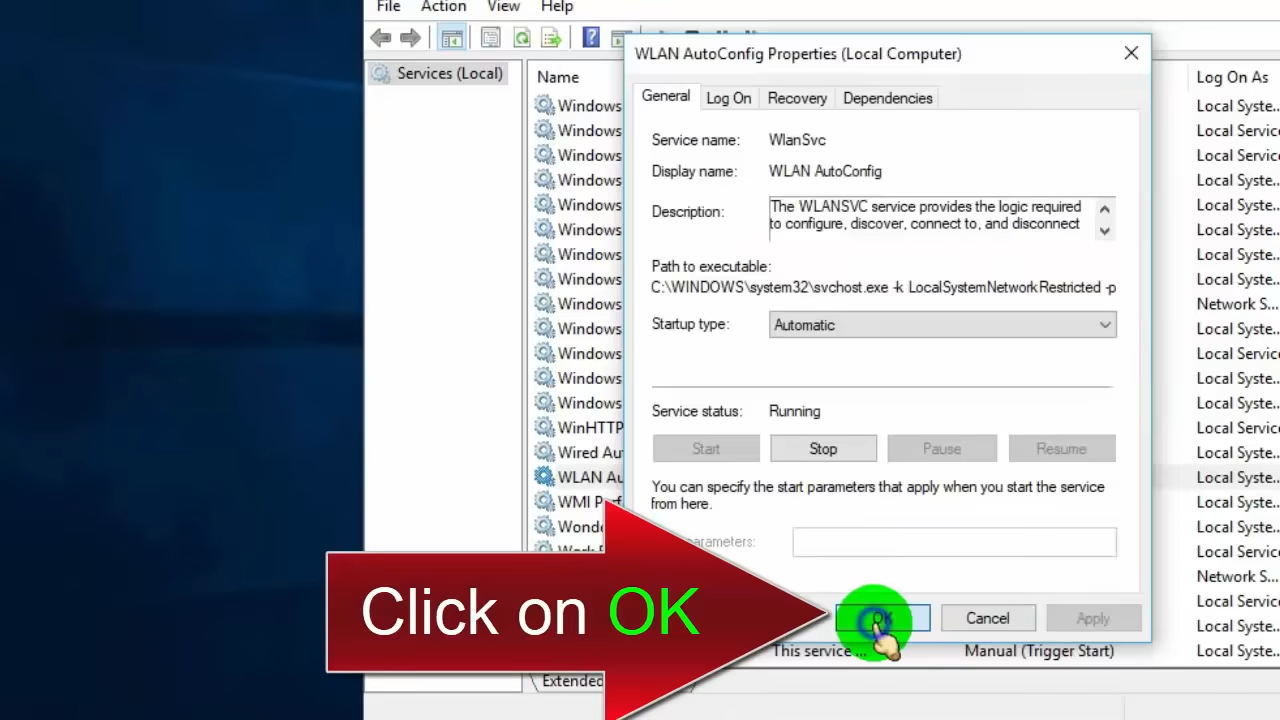 File Action View Help
WLAN AutoConfig Properties (Local Computer)
Services (Local)
Name
Log On As
General Log On Recovery Dependencies
Windows
Local Syste...
Service name: WlanSvc
Windows
Local Service
Windows
Local Service
Display name: WLAN AutoConfig
Windows
Local Syste...
Description: The WLANSVC service provides the logic required
to configure, discover, connect to, and disconnect
Windows
Local Syste...
Windows
Local Syste...
Windows
Local Syste...
Path to executable:
Windows
Local Syste...
C:\WINDOWS\system32\svchost.exe -k LocalSystemNetworkRestricted -p
Windows
Network S...
Startup type: Automatic
Windows
Local Syste...
Windows
Local Service
Windows
Local Syste...
Windows
Local Syste...
Service status: Running
WinHTTP
Local Service
Start Stop Pause Resume
Wired Au
Local Syste...
WLAN Au
Local Syste...
You can specify the start parameters that apply when you start the service
from here.
WMI Perf
Local Syste...
Local Syste...
parameters:
Local Service
Network S...
Local Service
Click on OK
OK Cancel Apply
Local Syste...
This service ... Manual (Trigger Start) Local Syste...
Extended